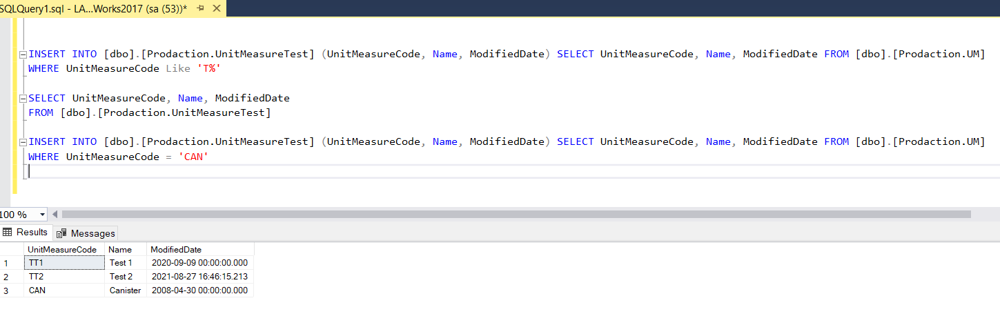 SQLQuery1.sql - LA...Works2017 (sa (53))*
INSERT INTO [dbo].[Prodaction.UnitMeasureTest] (UnitMeasureCode, Name, ModifiedDate) SELECT UnitMeasureCode, Name, ModifiedDate FROM [dbo].[Prodaction.UM]
WHERE UnitMeasureCode Like 'T%'
SELECT UnitMeasureCode, Name, ModifiedDate
FROM [dbo].[Prodaction.UnitMeasureTest]
INSERT INTO [dbo].[Prodaction.UnitMeasureTest] (UnitMeasureCode, Name, ModifiedDate) SELECT UnitMeasureCode, Name, ModifiedDate FROM [dbo].[Prodaction.UM]
WHERE UnitMeasureCode = 'CAN'
100 %
Results Messages
UnitMeasureCode Name ModifiedDate
1 TT1 Test 1 2020-09-09 00:00:00.000
2 TT2 Test 2 2021-08-27 16:46:15.213
3 CAN Canister 2008-04-30 00:00:00.000